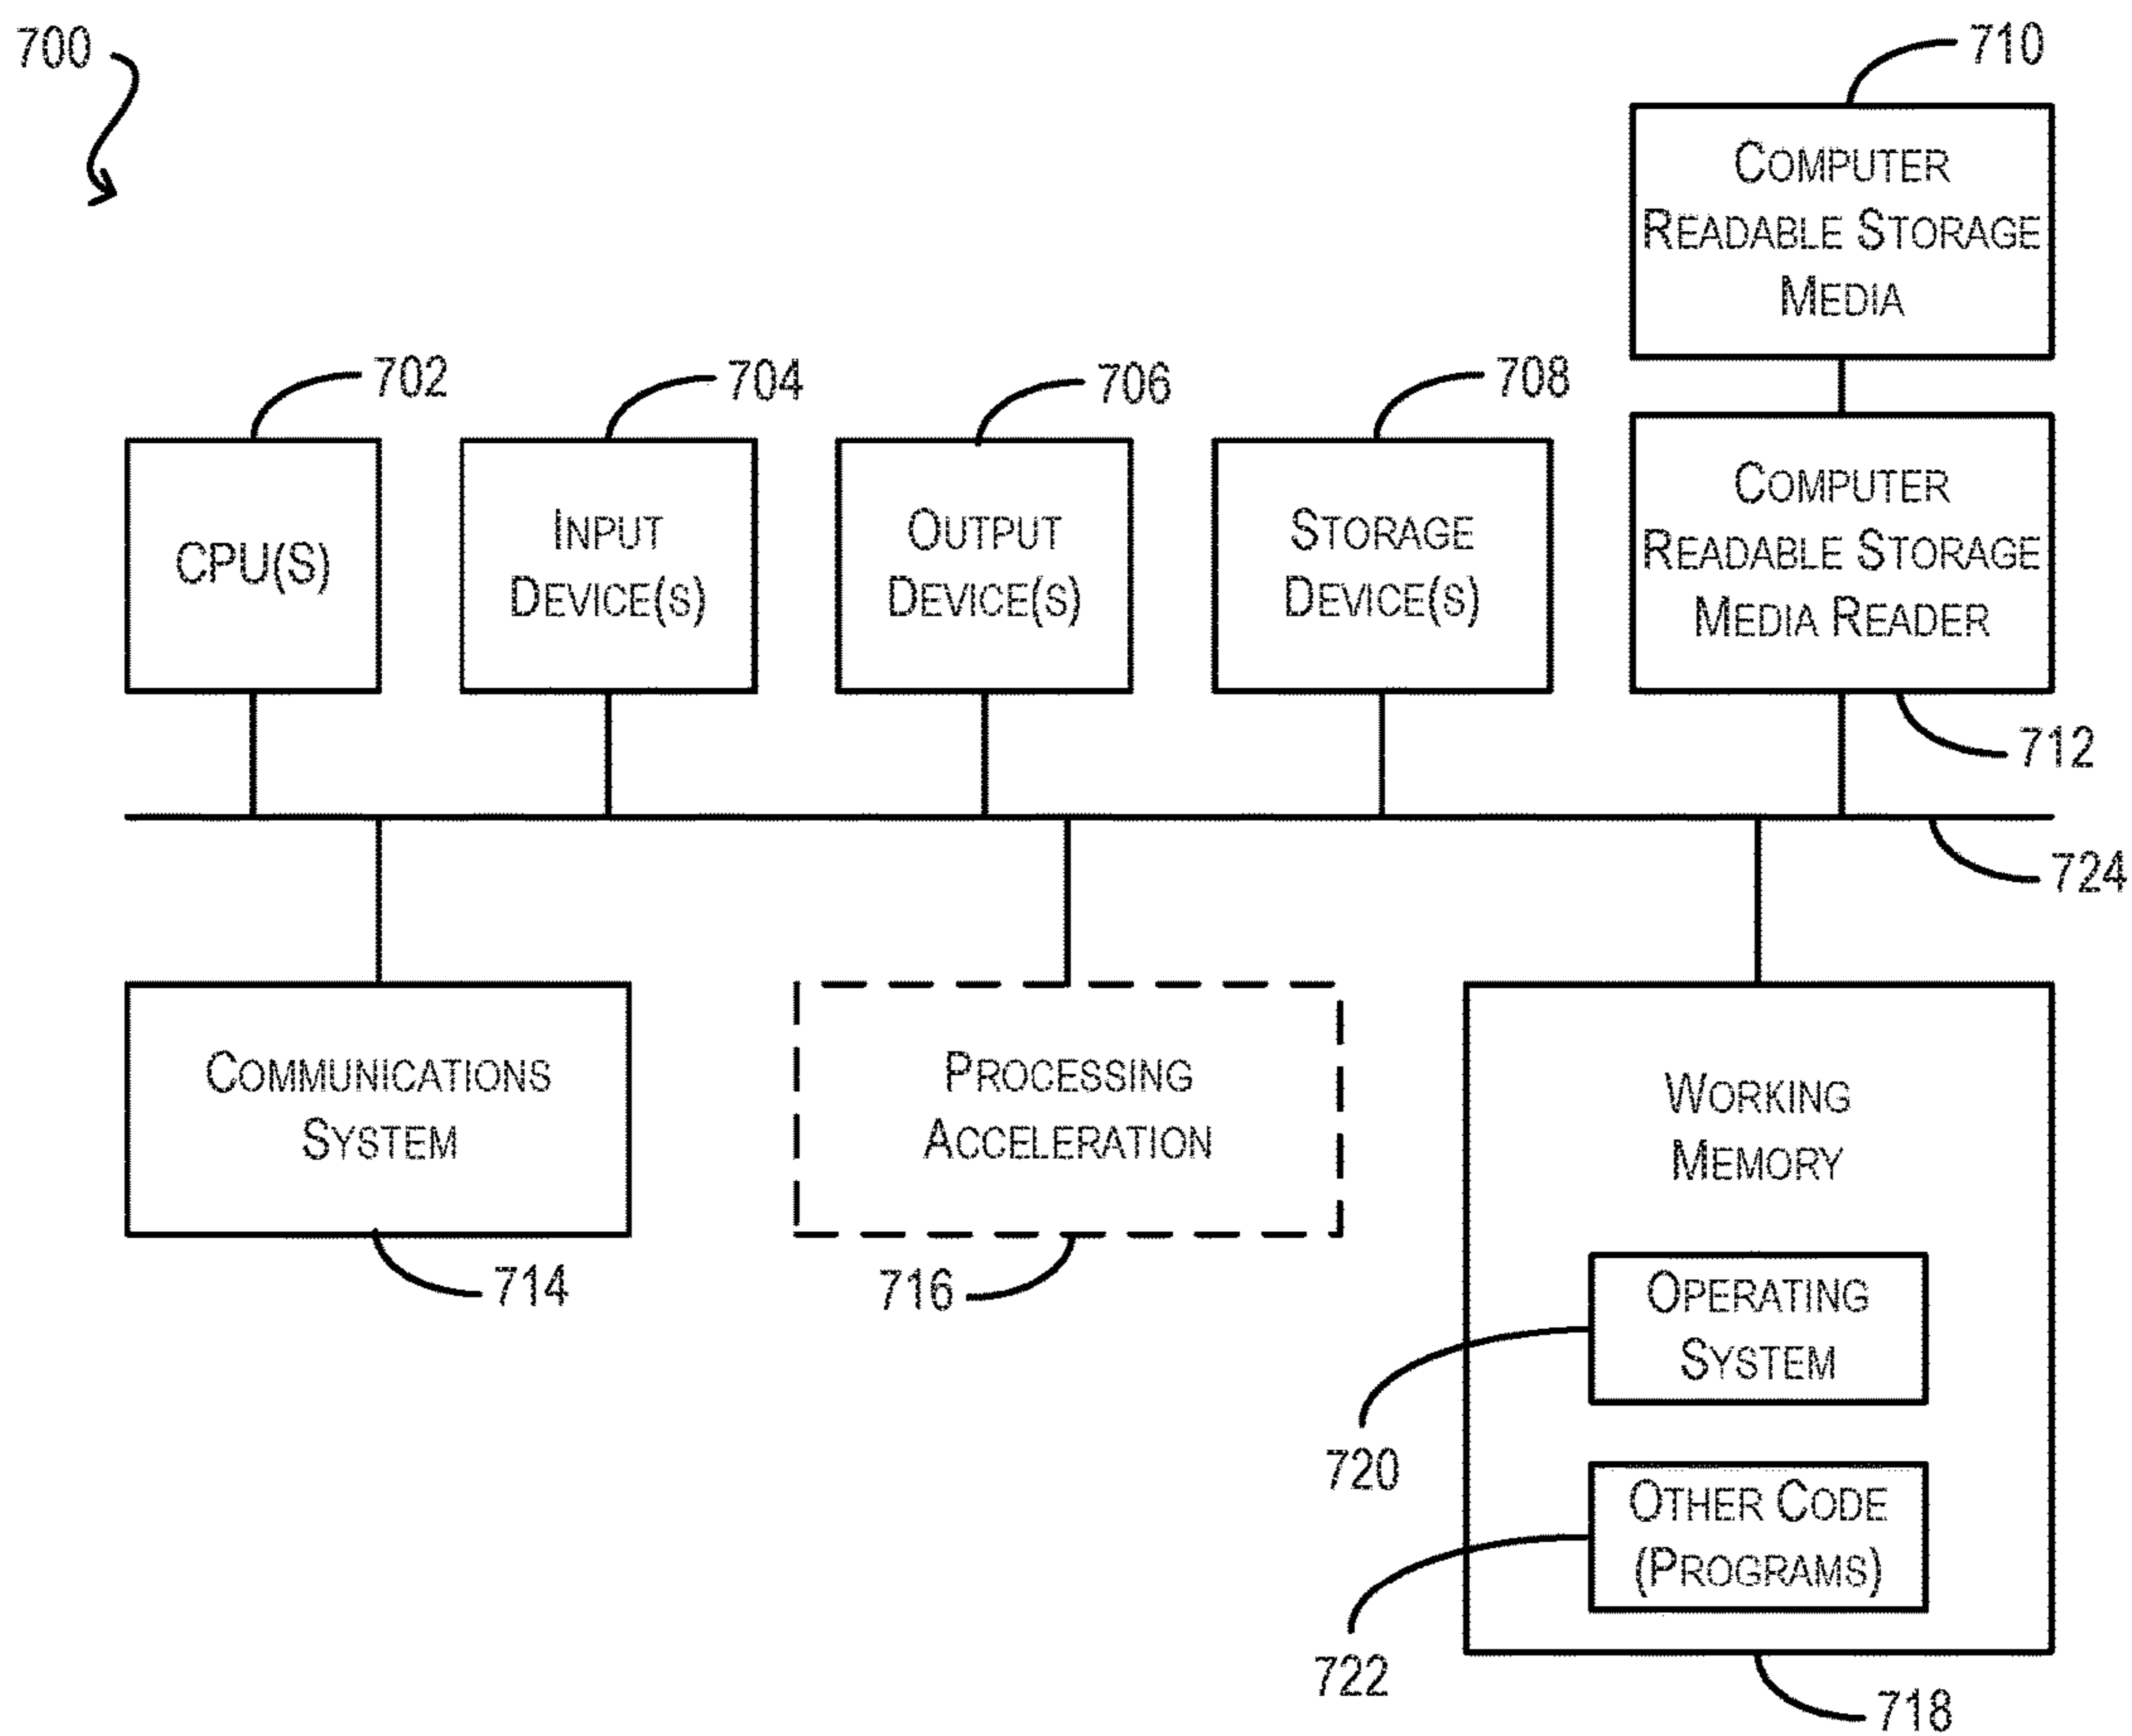 700
710
COMPUTER
READABLE STORAGE
MEDIA
702
704
706
708
CPU(S)
INPUT
DEVICE(S)
OUTPUT
DEVICE(S)
STORAGE
DEVICE(S)
COMPUTER
READABLE STORAGE
MEDIA READER
712
724
COMMUNICATIONS
SYSTEM
714
PROCESSING
ACCELERATION
716
WORKING
MEMORY
OPERATING
SYSTEM
720
OTHER CODE
(PROGRAMS)
722
718